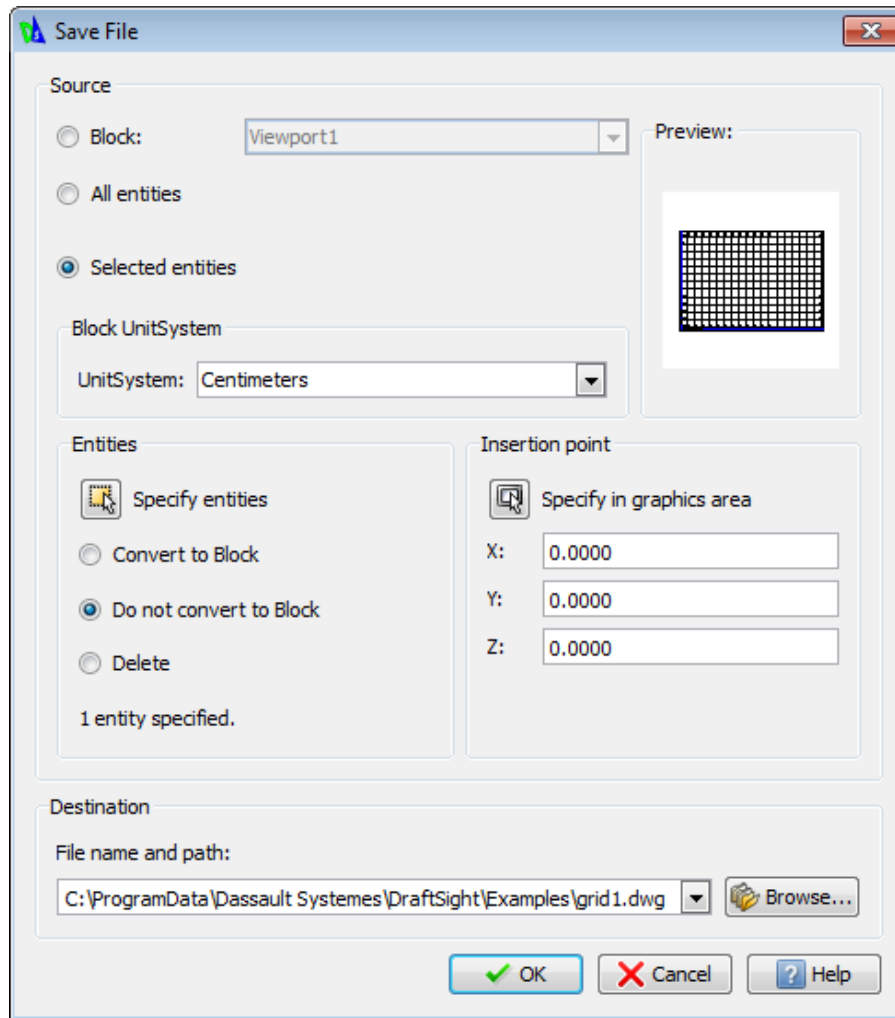 Save File
Source
Block: Viewport1
Preview:
All entities
Selected entities
Block UnitSystem
UnitSystem: Centimeters
Entities
Specify entities
Convert to Block
Do not convert to Block
Delete
1 entity specified.
Insertion point
Specify in graphics area
X: 0.0000
Y: 0.0000
Z: 0.0000
Destination
File name and path:
C:\ProgramData\Dassault Systemes\DraftSight\Examples\grid1.dwg
Browse...
OK
Cancel
? Help